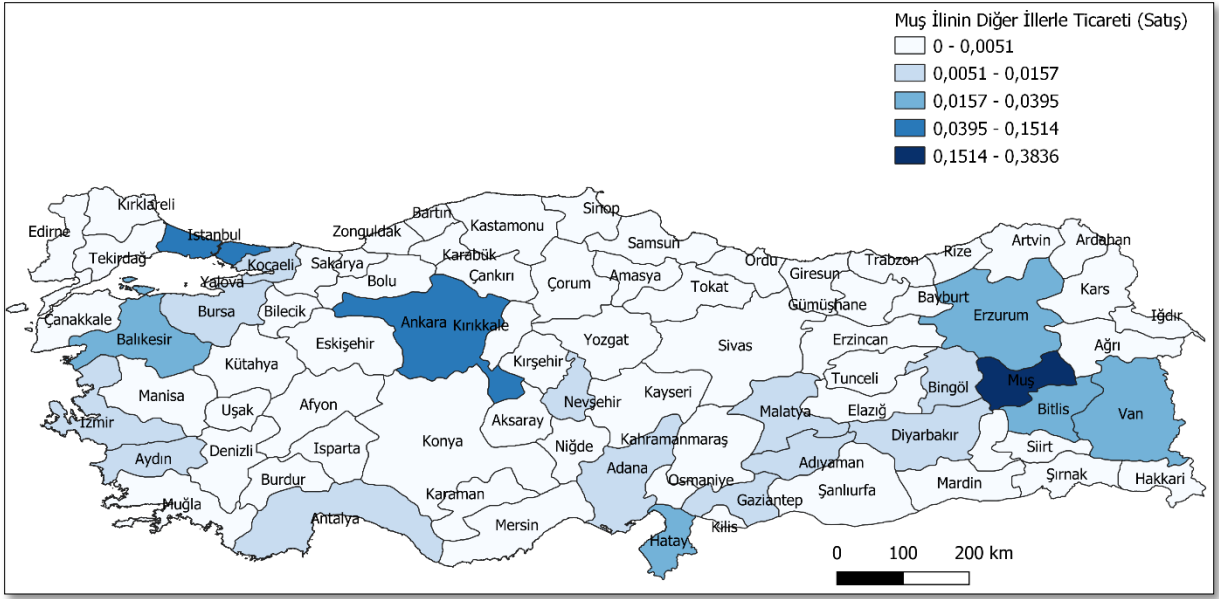 Muş İlinin Diğer İllerle Ticareti (Satış)
0 - 0,0051
0,0051 - 0,0157
0,0157 - 0,0395
0,0395 - 0,1514
0,1514 - 0,3836
Kırklareli
Edirne
Tekirdağ
İstanbul
Kocaeli
Yalova
Sakarya
Zonguldak
Bartın
Kastamonu
Sinop
Karabük
Bolu
Çankırı
Samsun
Ordu
Giresun
Trabzon
Rize
Artvin
Ardahan
Çanakkale
Bursa
Bilecik
Ankara
Kırıkkale
Çorum
Amasya
Tokat
Gümüşhane
Bayburt
Erzurum
Kars
Iğdır
Balıkesir
Kütahya
Eskişehir
Kırşehir
Yozgat
Sivas
Erzincan
Ağrı
Manisa
Uşak
Afyon
Aksaray
Nevşehir
Kayseri
Malatya
Tunceli
Elazığ
Bingöl
Muş
Bitlis
Van
İzmir
Aydın
Denizli
Isparta
Konya
Niğde
Kahramanmaraş
Adıyaman
Diyarbakır
Siirt
Burdur
Muğla
Antalya
Karaman
Mersin
Adana
Osmaniye
Gaziantep
Şanlıurfa
Mardin
Şırnak
Hakkari
Hatay
Kilis
0 100 200 km